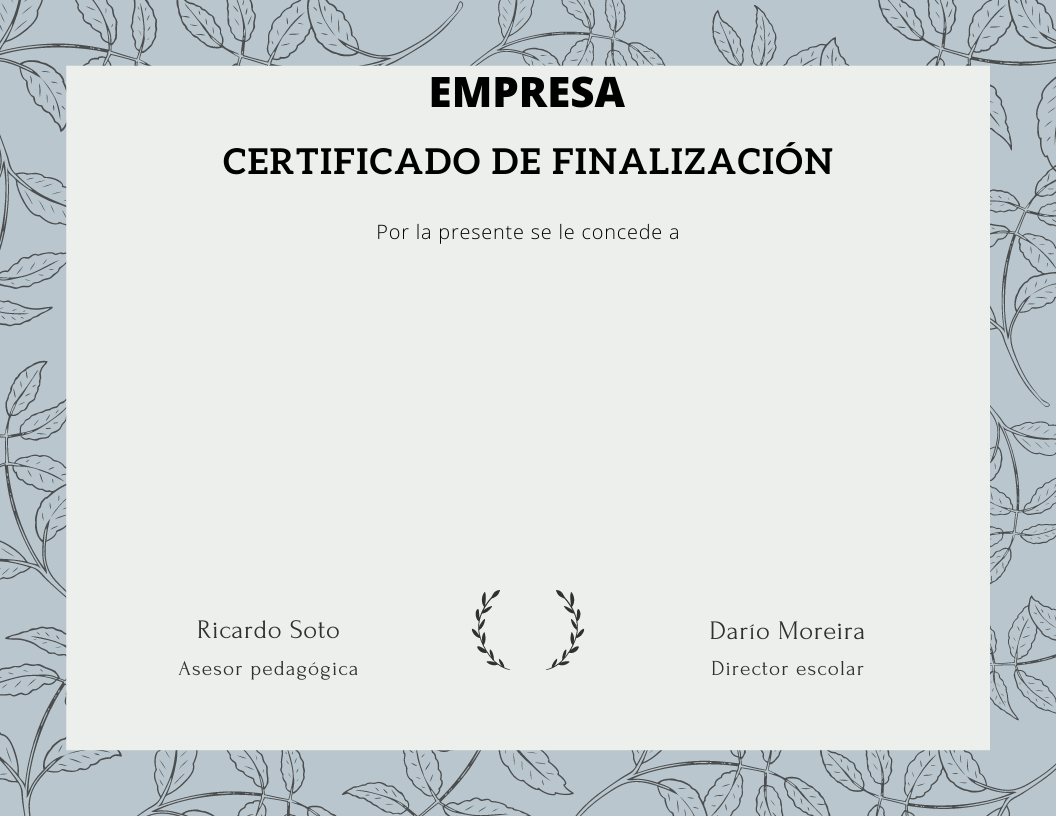 EMPRESA
CERTIFICADO DE FINALIZACIÓN
Por la presente se le concede a
Ricardo Soto
Asesor pedagógica
Darío Moreira
Director escolar